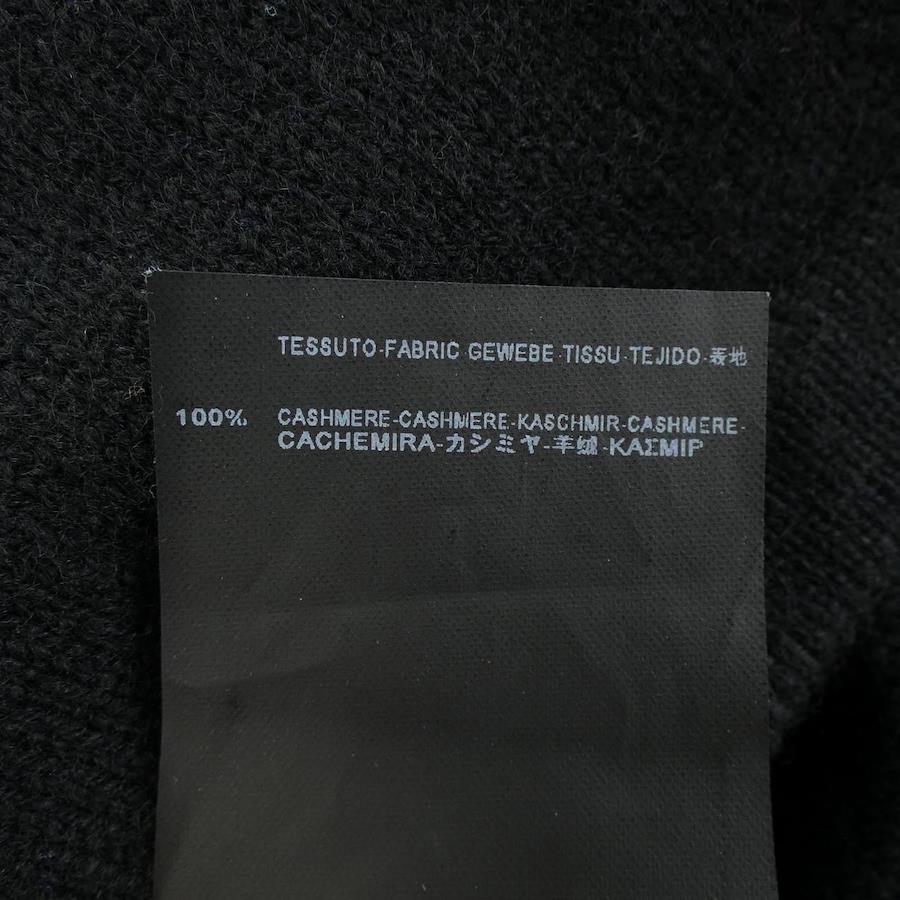 TESSUTO-FABRIC GEWEBE-TISSU-TEJIDO-表地
100% CASHMERE-CASHMERE-KASCHMIR-CASHMERE-
CACHEMIRA-カシミヤ-羊绒-ΚΑΣΜΙΡ